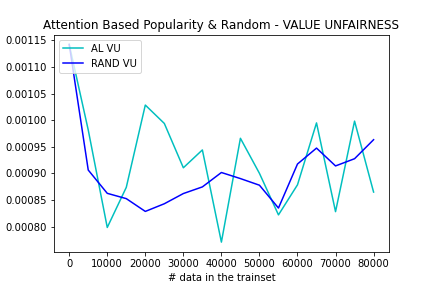 Attention Based Popularity & Random - VALUE UNFAIRNESS
AL VU
RAND VU
0.00115
0.00110
0.00105
0.00100
0.00095
0.00090
0.00085
0.00080
0 10000 20000 30000 40000 50000 60000 70000 80000
# data in the trainset